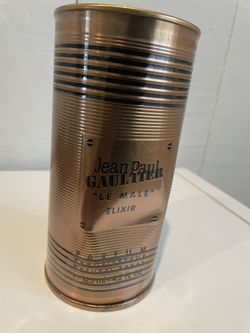 Jean Paul
GAULTIER
"LE MALE"
ELIXIR
PARFUM